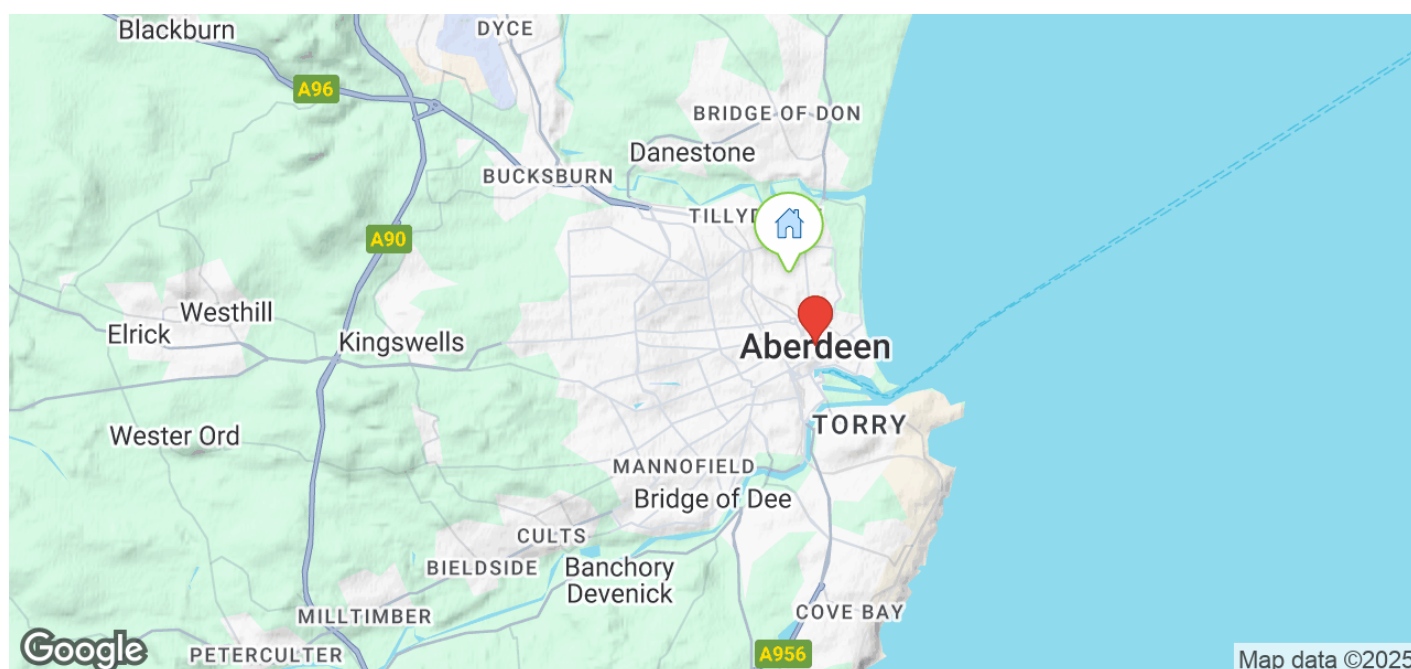 Blackburn
DYCE
A96
BRIDGE OF DON
Danestone
BUCKSBURN
A90
Westhill
Elrick
Kingswells
Aberdeen
TORRY
Wester Ord
MANNOFIELD
Bridge of Dee
CULTS
BIELDSIDE
Banchory
Devenick
MILLTIMBER
COVE BAY
PETERCULTER
A956
Google
Map data ©2025